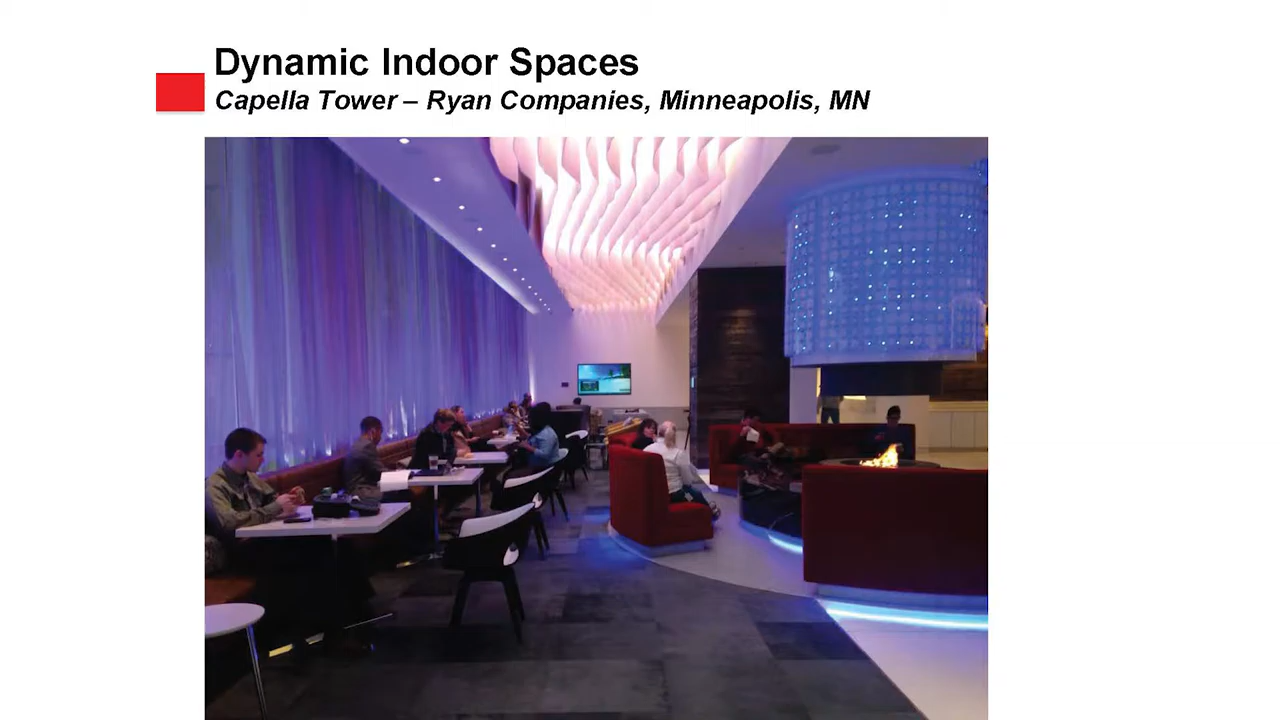 Dynamic Indoor Spaces
Capella Tower – Ryan Companies, Minneapolis, MN